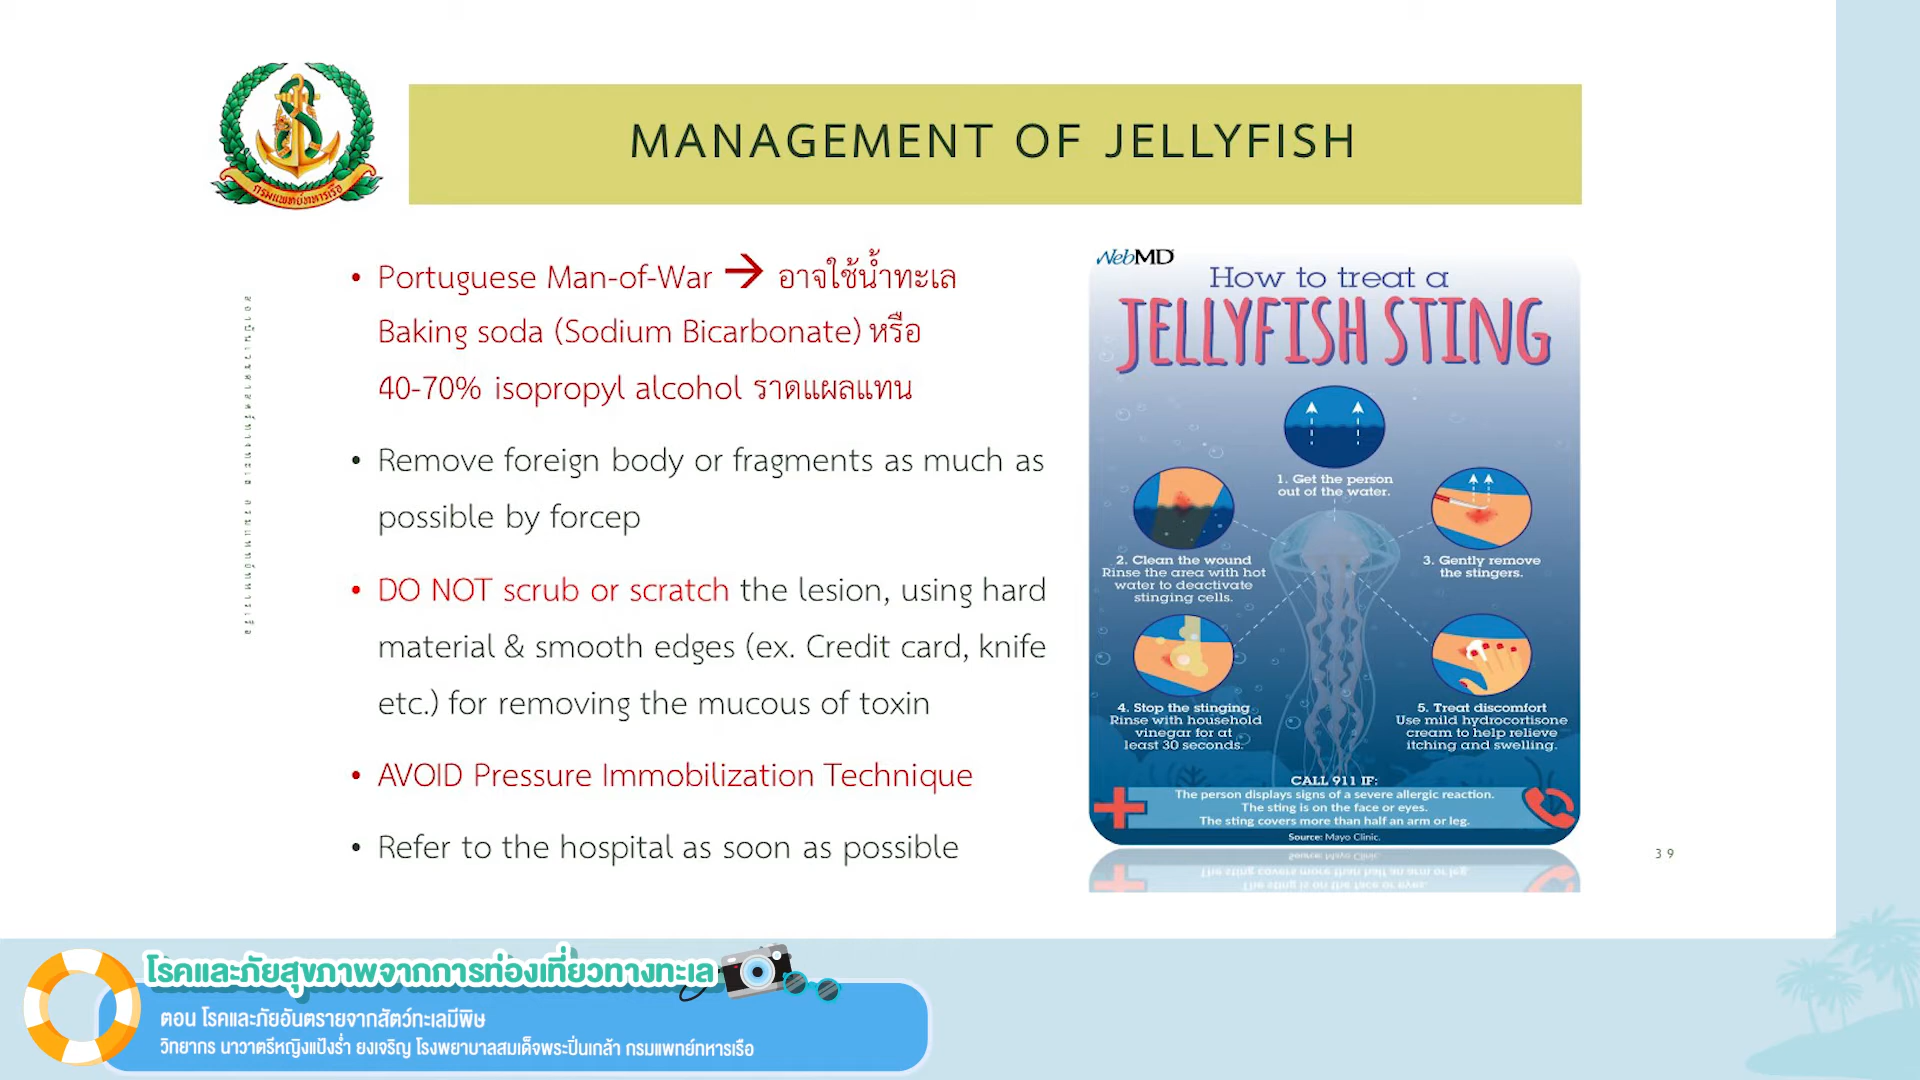 กรมแพทย์ทหารเรือ
MANAGEMENT OF JELLYFISH
• Portuguese Man-of-War → อาจใช้น้ำทะเล
Baking soda (Sodium Bicarbonate) หรือ
40-70% isopropyl alcohol ราดแผลแทน
• Remove foreign body or fragments as much as
possible by forcep
• DO NOT scrub or scratch the lesion, using hard
material & smooth edges (ex. Credit card, knife
etc.) for removing the mucous of toxin
• AVOID Pressure Immobilization Technique
• Refer to the hospital as soon as possible
WebMD
How to treat a
JELLYFISH STING
1. Get the person
out of the water.
2. Clean the wound
Rinse the area with hot
water to deactivate
stinging cells.
3. Gently remove
the stingers.
4. Stop the stinging
Rinse with household
vinegar for at
least 30 seconds.
5. Treat discomfort
Use mild hydrocortisone
cream to help relieve
itching and swelling.
CALL 911 IF:
The person displays signs of a severe allergic reaction.
The sting is on the face or eyes.
The sting covers more than half an arm or leg.
Source: Mayo Clinic.
39
โรคและภัยสุขภาพจากการท่องเที่ยวทางทะเล
ตอน โรคและภัยอันตรายจากสัตว์ทะเลมีพิษ
วิทยากร นาวาตรีหญิงแป้งร่ำ ยงเจริญ โรงพยาบาลสมเด็จพระปิ่นเกล้า กรมแพทย์ทหารเรือ